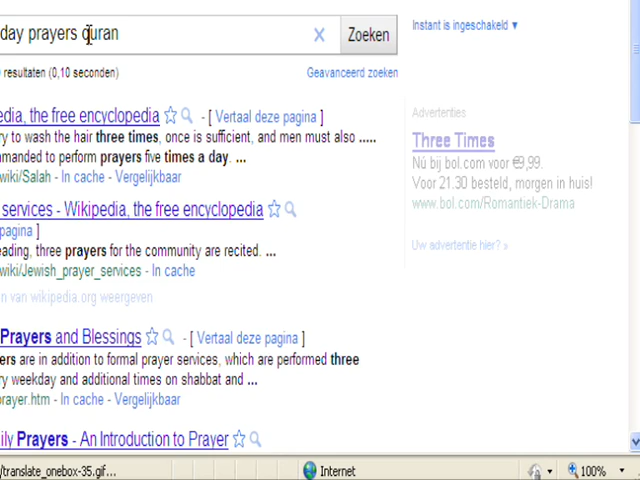 day prayers quran
Zoeken
Instant is ingeschakeld ▼
resultaten (0,10 seconden)
Geavanceerd zoeken
edia, the free encyclopedia - [ Vertaal deze pagina ]
ry to wash the hair three times, once is sufficient, and men must also .....
manded to perform prayers five times a day. ...
wiki/Salah - In cache - Vergelijkbaar
services - Wikipedia, the free encyclopedia
pagina ]
eading, three prayers for the community are recited. ...
wiki/Jewish_prayer_services - In cache
n van wikipedia.org weergeven
Prayers and Blessings - [ Vertaal deze pagina ]
ers are in addition to formal prayer services, which are performed three
ry weekday and additional times on shabbat and ...
rayer.htm - In cache - Vergelijkbaar
ily Prayers - An Introduction to Prayer
Advertenties
Three Times
Nú bij bol.com voor €9,99.
Voor 21.30 besteld, morgen in huis!
www.bol.com/Romantiek-Drama
Uw advertentie hier? »
/translate_onebox-35.gif...
Internet
100%